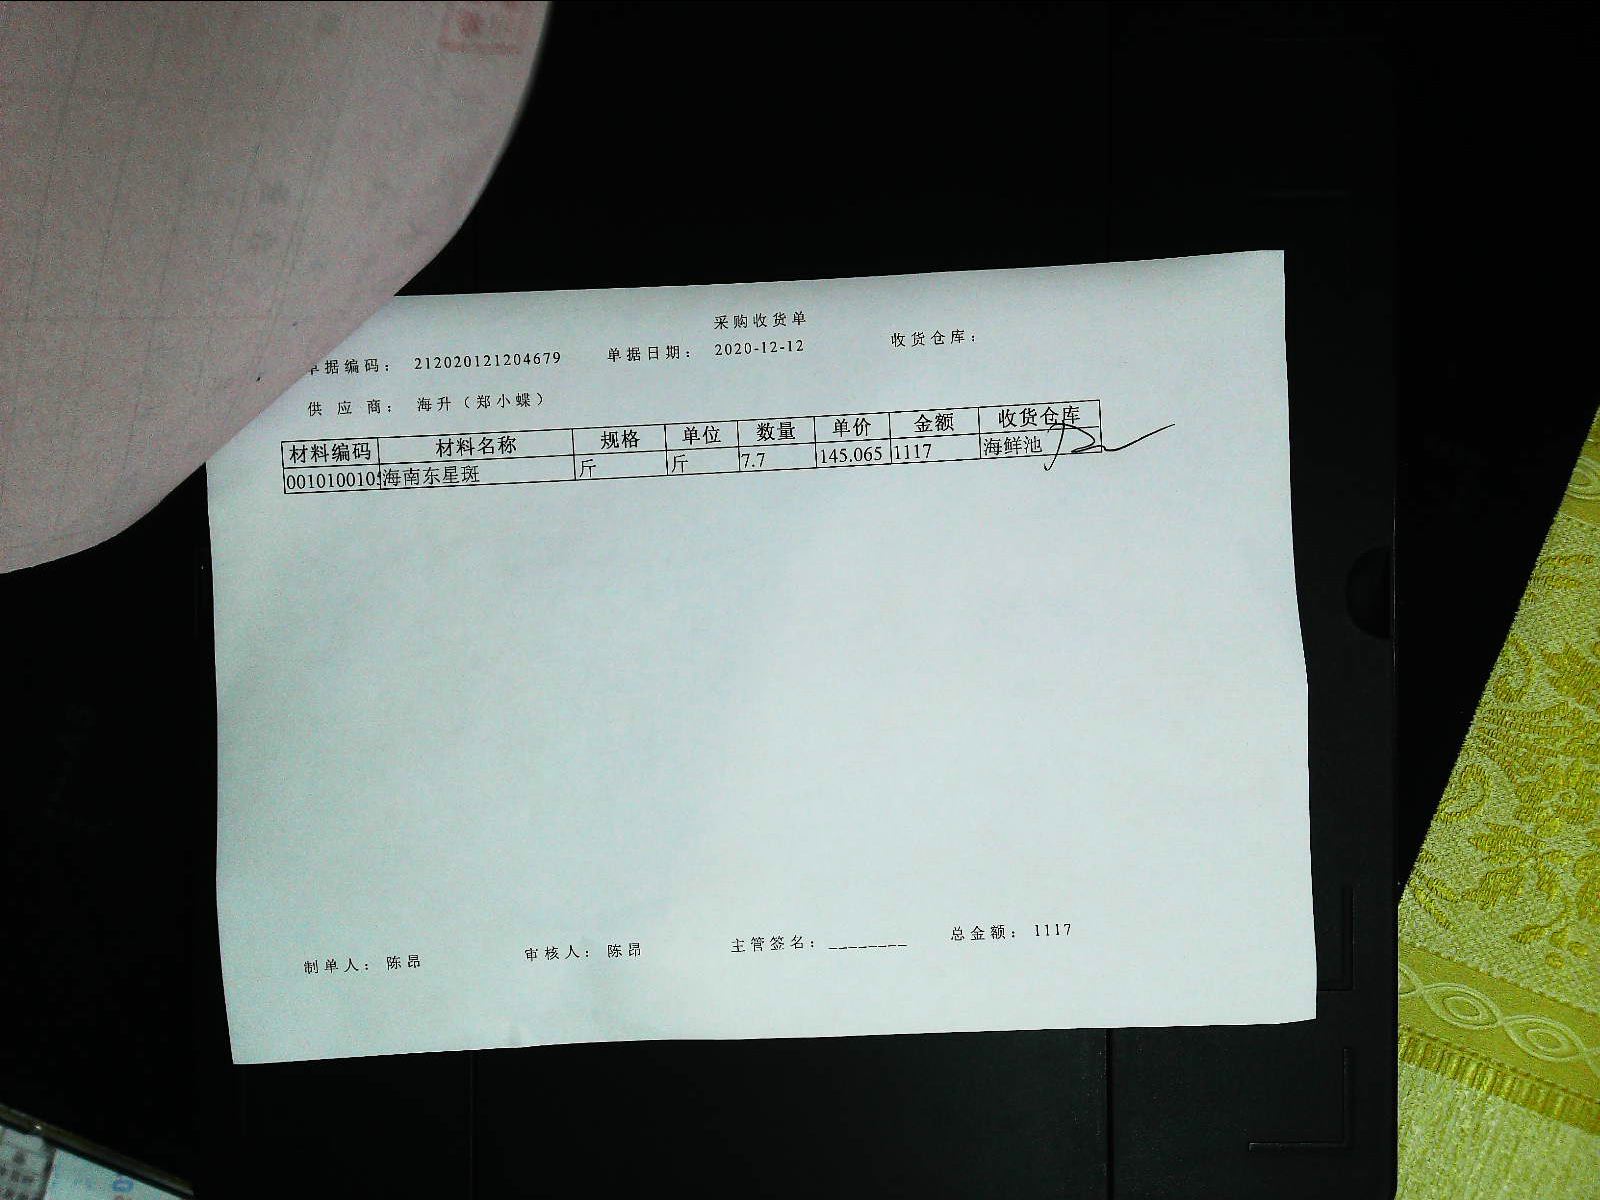 采购收货单
单据编码： 212020121204679 单据日期： 2020-12-12 收货仓库：
供 应 商： 海升（郑小蝶）
材料编码 材料名称 规格 单位 数量 单价 金额 收货仓库
001010010 海南东星斑 斤 斤 7.7 145.065 1117 海鲜池
制单人： 陈昂 审核人： 陈昂 主管签名：________ 总金额： 1117